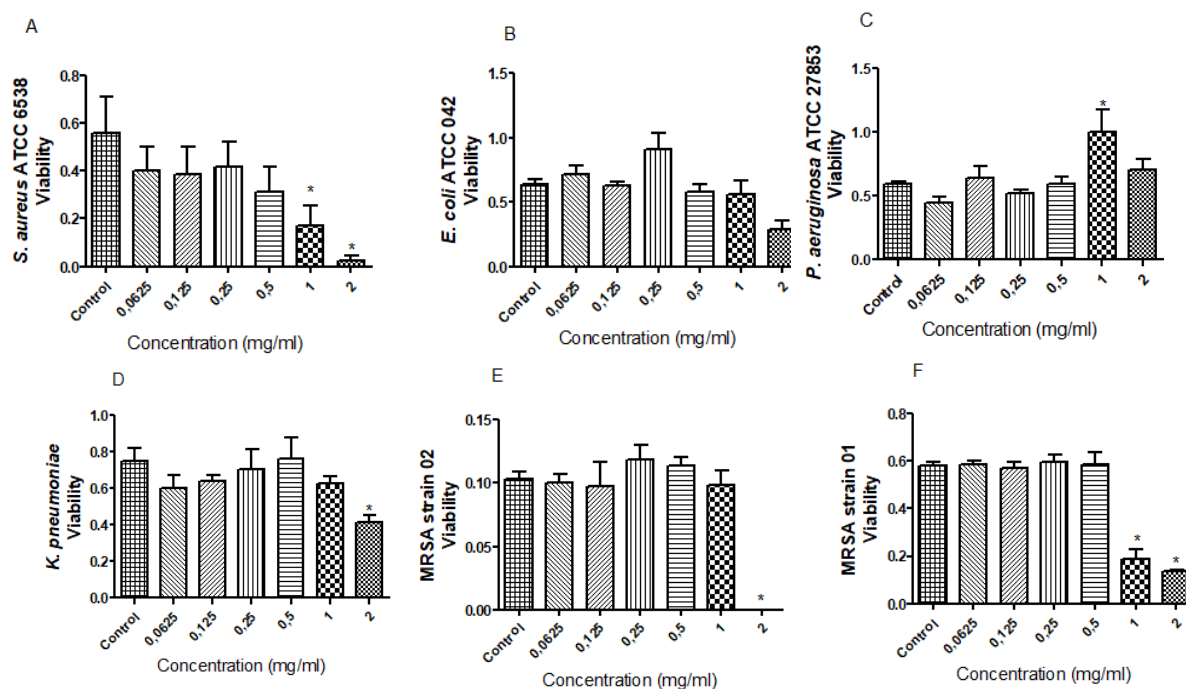 A
S. aureus ATCC 6538
Viability
0.8
0.6
0.4
0.2
0.0
*
*
Control
0,0625
0,125
0,25
0,5
1
2
Concentration (mg/ml)
B
E. coli ATCC 042
Viability
1.5
1.0
0.5
0.0
Control
0,0625
0,125
0,25
0,5
1
2
Concentration (mg/ml)
C
P. aeruginosa ATCC 27853
Viability
1.5
1.0
0.5
0.0
*
Control
0,0625
0,125
0,25
0,5
1
2
Concentration (mg/ml)
D
K. pneumoniae
Viability
1.0
0.8
0.6
0.4
0.2
0.0
*
Control
0,0625
0,125
0,25
0,5
1
2
Concentration (mg/ml)
E
MRSA strain 02
Viability
0.15
0.10
0.05
0.00
*
Control
0,0625
0,125
0,25
0,5
1
2
Concentration (mg/ml)
F
MRSA strain 01
Viability
0.8
0.6
0.4
0.2
0.0
*
*
Control
0,0625
0,125
0,25
0,5
1
2
Concentration (mg/ml)